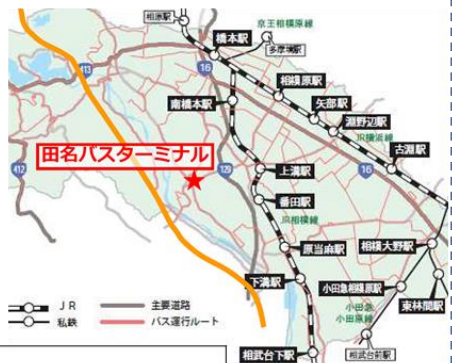 相原駅
京王相模原線
橋本駅
多摩境駅
413
16
相模原駅
南橋本駅
矢部駅
淵野辺駅
JR横浜線
古淵駅
田名バスターミナル
412
129
上溝駅
16
番田駅
JR相模線
原当麻駅
相模大野駅
下溝駅
小田急相模原駅
東林間駅
小田急
小田原線
ＪＲ
主要道路
私鉄
バス運行ルート
相武台下駅
相武台前駅